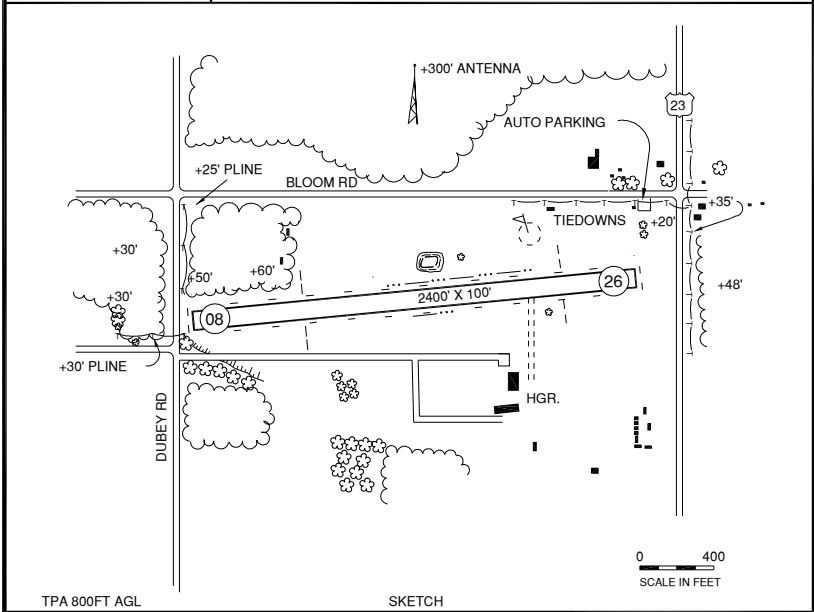 +300' ANTENNA
23
AUTO PARKING
+25' PLINE
BLOOM RD
+35'
TIEDOWNS
+20'
+30'
+60'
+50'
+48'
26
+30'
2400' X 100'
08
+30' PLINE
HGR.
DUBEY RD
0 400
SCALE IN FEET
TPA 800FT AGL
SKETCH